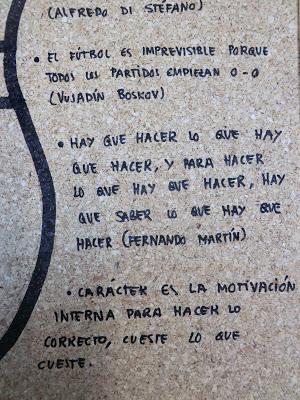 (ALFREDO DI STÉFANO)
• EL FÚTBOL ES IMPREVISIBLE PORQUE
TODOS LOS PARTIDOS EMPIEZAN 0-0
(VUJADÍN BOSKOV)
• HAY QUE HACER LO QUE HAY
QUE HACER, Y PARA HACER
LO QUE HAY QUE HACER, HAY
QUE SABER LO QUE HAY QUE
HACER (FERNANDO MARTÍN)
• CARÁCTER ES LA MOTIVACIÓN
INTERNA PARA HACER LO
CORRECTO, CUESTE LO QUE
CUESTE.